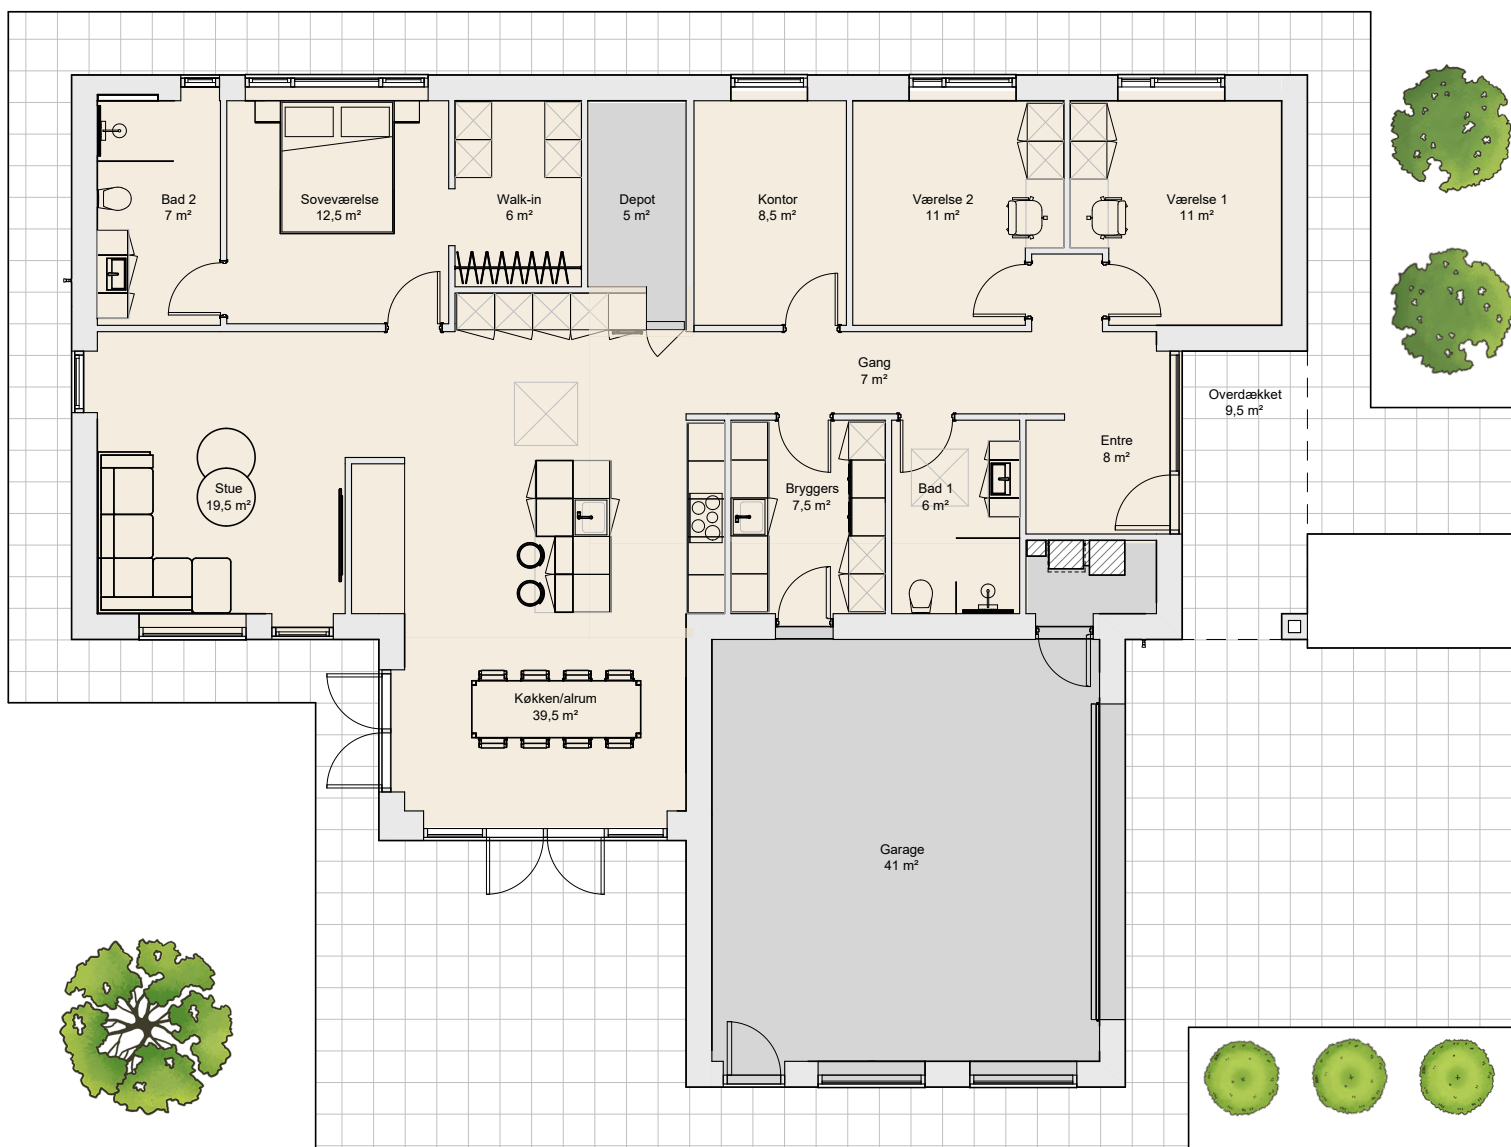 Bad 2
7 m²
Soveværelse
12,5 m²
Walk-in
6 m²
Depot
5 m²
Kontor
8,5 m²
Værelse 2
11 m²
Værelse 1
11 m²
Gang
7 m²
Overdækket
9,5 m²
Entre
8 m²
Stue
19,5 m²
Bryggers
7,5 m²
Bad 1
6 m²
Køkken/alrum
39,5 m²
Garage
41 m²